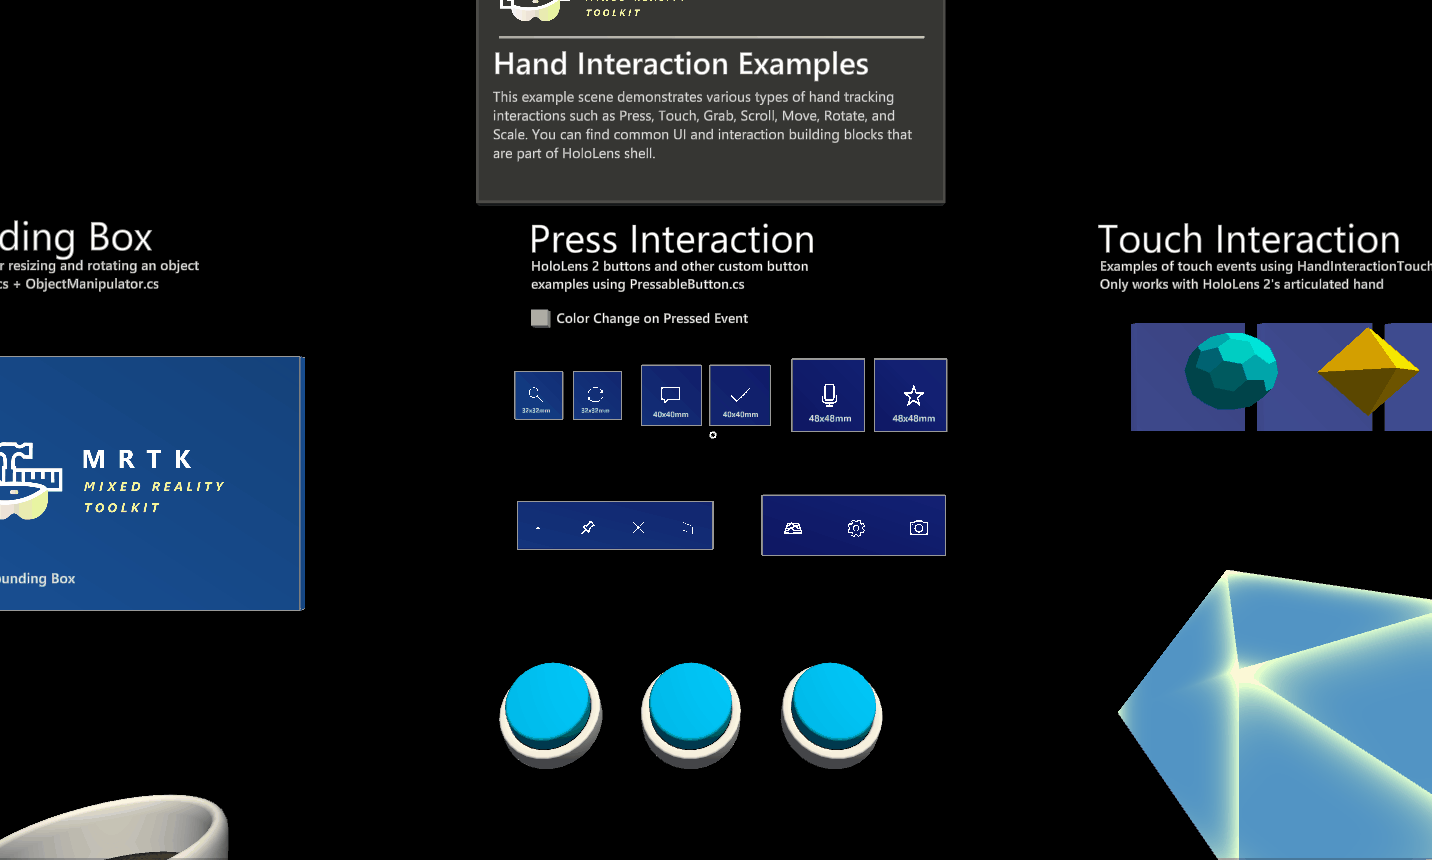 TOOLKIT
Hand Interaction Examples
This example scene demonstrates various types of hand tracking
interactions such as Press, Touch, Grab, Scroll, Move, Rotate, and
Scale. You can find common UI and interaction building blocks that
are part of HoloLens shell.
ding Box
r resizing and rotating an object
cs + ObjectManipulator.cs
MRTK
MIXED REALITY
TOOLKIT
ounding Box
Press Interaction
HoloLens 2 buttons and other custom button
examples using PressableButton.cs
Color Change on Pressed Event
32x32mm
32x32mm
40x40mm
40x40mm
48x48mm
48x48mm
Touch Interaction
Examples of touch events using HandInteractionTouch
Only works with HoloLens 2's articulated hand